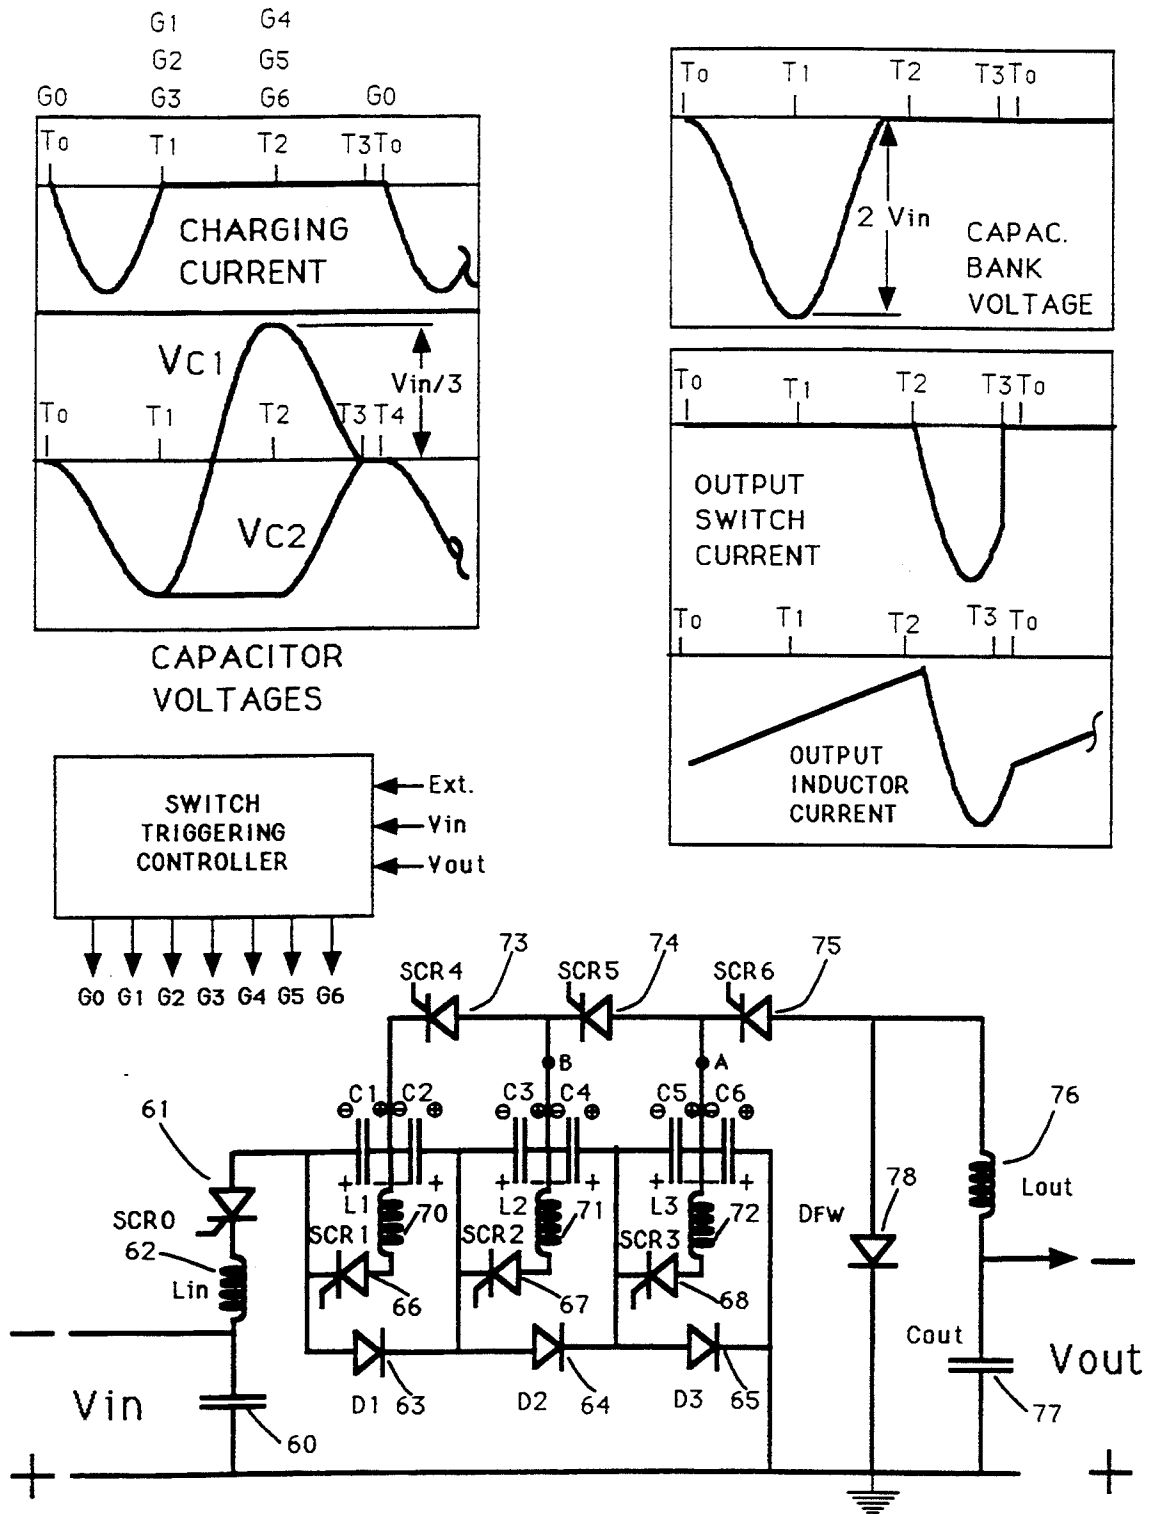 G1 G4
G2 G5
G0 G3 G6 G0
To T1 T2 T3 To
CHARGING
CURRENT
VC1
Vin/3
To T1 T2 T3 T4
VC2
CAPACITOR
VOLTAGES
To T1 T2 T3 To
2 Vin
CAPAC.
BANK
VOLTAGE
To T1 T2 T3 To
OUTPUT
SWITCH
CURRENT
To T1 T2 T3 To
OUTPUT
INDUCTOR
CURRENT
SWITCH
TRIGGERING
CONTROLLER
Ext.
Vin
Vout
G0 G1 G2 G3 G4 G5 G6
73 74 75
SCR4 SCR5 SCR6
B A
C1 C2 C3 C4 C5 C6
⊖ ⊕ ⊖ ⊕ ⊖ ⊕ ⊖ ⊕ ⊖ ⊕ ⊖ ⊕
61 76
+ − − + + − − + + − − +
L1 70 L2 71 L3 72
78
Lout
DFW
SCR0
SCR1 SCR2 SCR3
62
Lin
66 67 68
−
−
Cout
Vout
D1 63 D2 64 D3 65
Vin
60
77
+ +